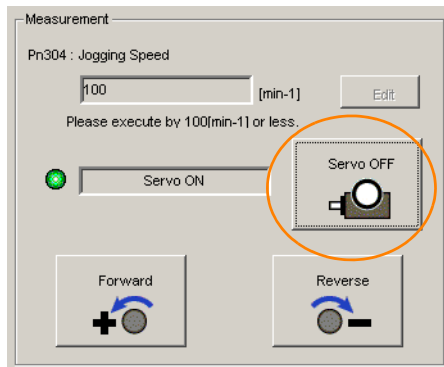 Measurement
Pn304 : Jogging Speed
100 [min-1] Edit
Please execute by 100[min-1] or less.
Servo ON
Servo OFF
Forward Reverse